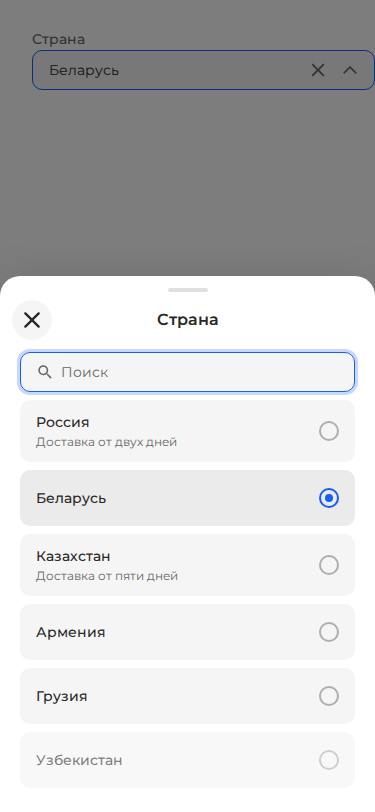 Страна
Беларусь
Страна
Поиск
Россия
Доставка от двух дней
Беларусь
Казахстан
Доставка от пяти дней
Армения
Грузия
Узбекистан